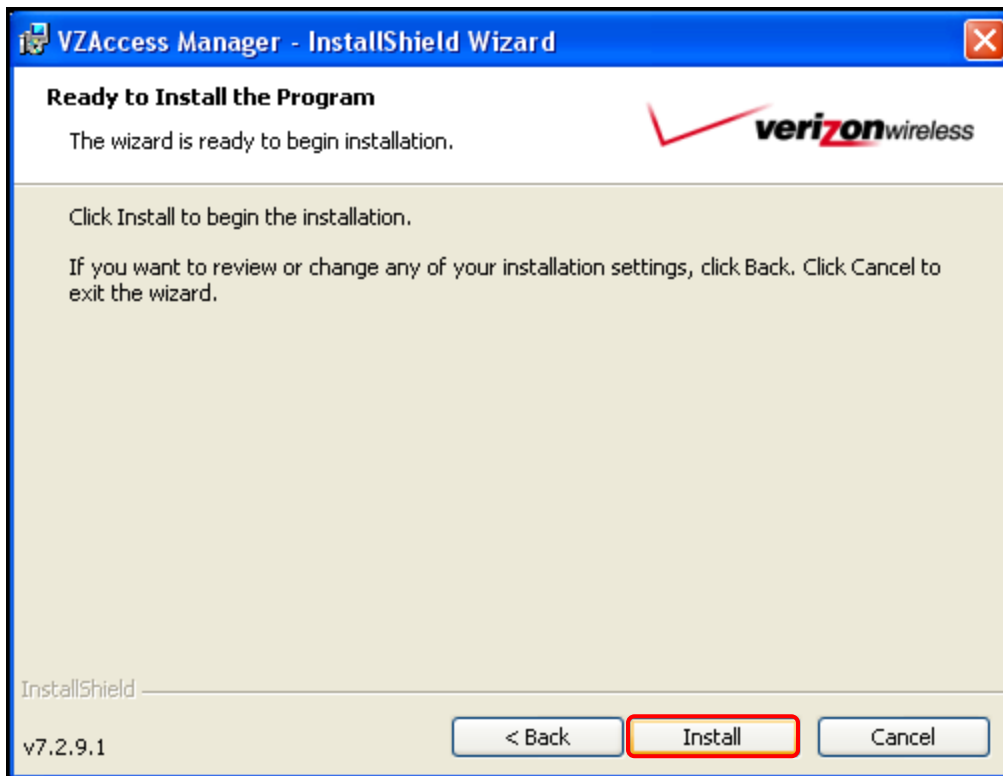 VZAccess Manager - InstallShield Wizard
Ready to Install the Program
The wizard is ready to begin installation.
verizonwireless
Click Install to begin the installation.
If you want to review or change any of your installation settings, click Back. Click Cancel to
exit the wizard.
InstallShield
v7.2.9.1
< Back
Install
Cancel